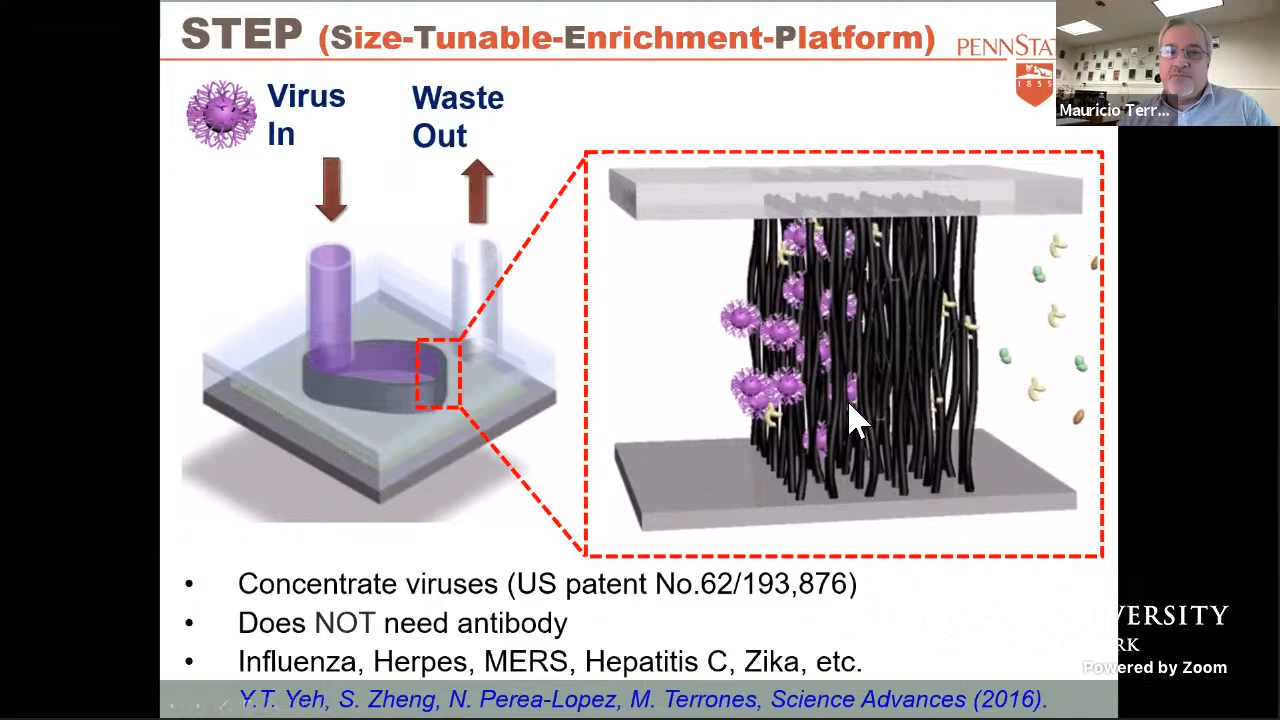 STEP (Size-Tunable-Enrichment-Platform)
PENNSTA
1855
Mauricio Terr...
Virus
In
Waste
Out
• Concentrate viruses (US patent No.62/193,876)
• Does NOT need antibody
• Influenza, Herpes, MERS, Hepatitis C, Zika, etc.
Y.T. Yeh, S. Zheng, N. Perea-Lopez, M. Terrones, Science Advances (2016).
VERSITY
RK
Powered by Zoom